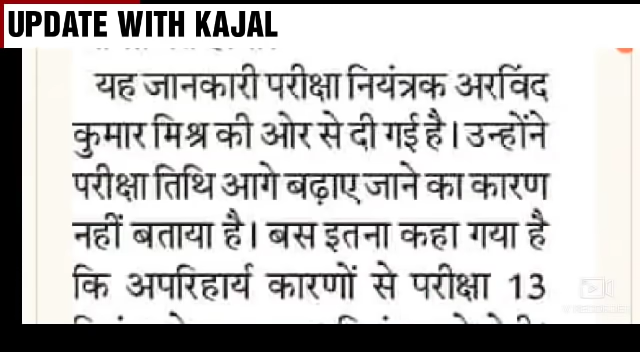 UPDATE WITH KAJAL
यह जानकारी परीक्षा नियंत्रक अरविंद
कुमार मिश्र की ओर से दी गई है। उन्होंने
परीक्षा तिथि आगे बढ़ाए जाने का कारण
नहीं बताया है। बस इतना कहा गया है
कि अपरिहार्य कारणों से परीक्षा 13